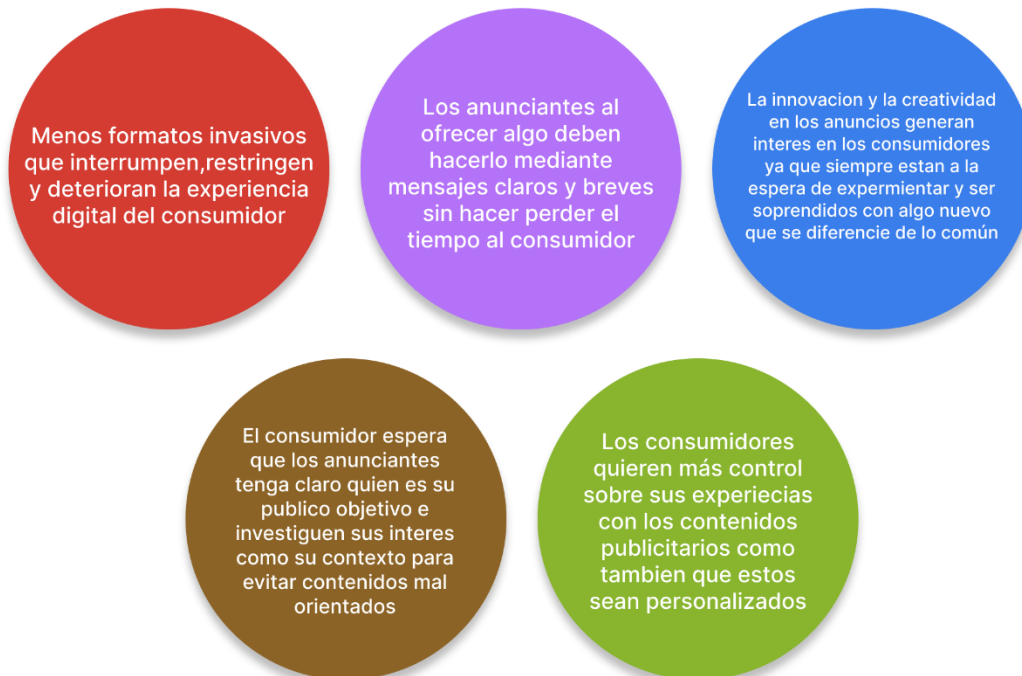 Menos formatos invasivos
que interrumpen,restringen
y deterioran la experiencia
digital del consumidor
Los anunciantes al
ofrecer algo deben
hacerlo mediante
mensajes claros y breves
sin hacer perder el
tiempo al consumidor
La innovacion y la creatividad
en los anuncios generan
interes en los consumidores
ya que siempre estan a la
espera de expermientar y ser
soprendidos con algo nuevo
que se diferencie de lo común
El consumidor espera
que los anunciantes
tenga claro quien es su
publico objetivo e
investiguen sus interes
como su contexto para
evitar contenidos mal
orientados
Los consumidores
quieren más control
sobre sus experiecias
con los contenidos
publicitarios como
tambien que estos
sean personalizados